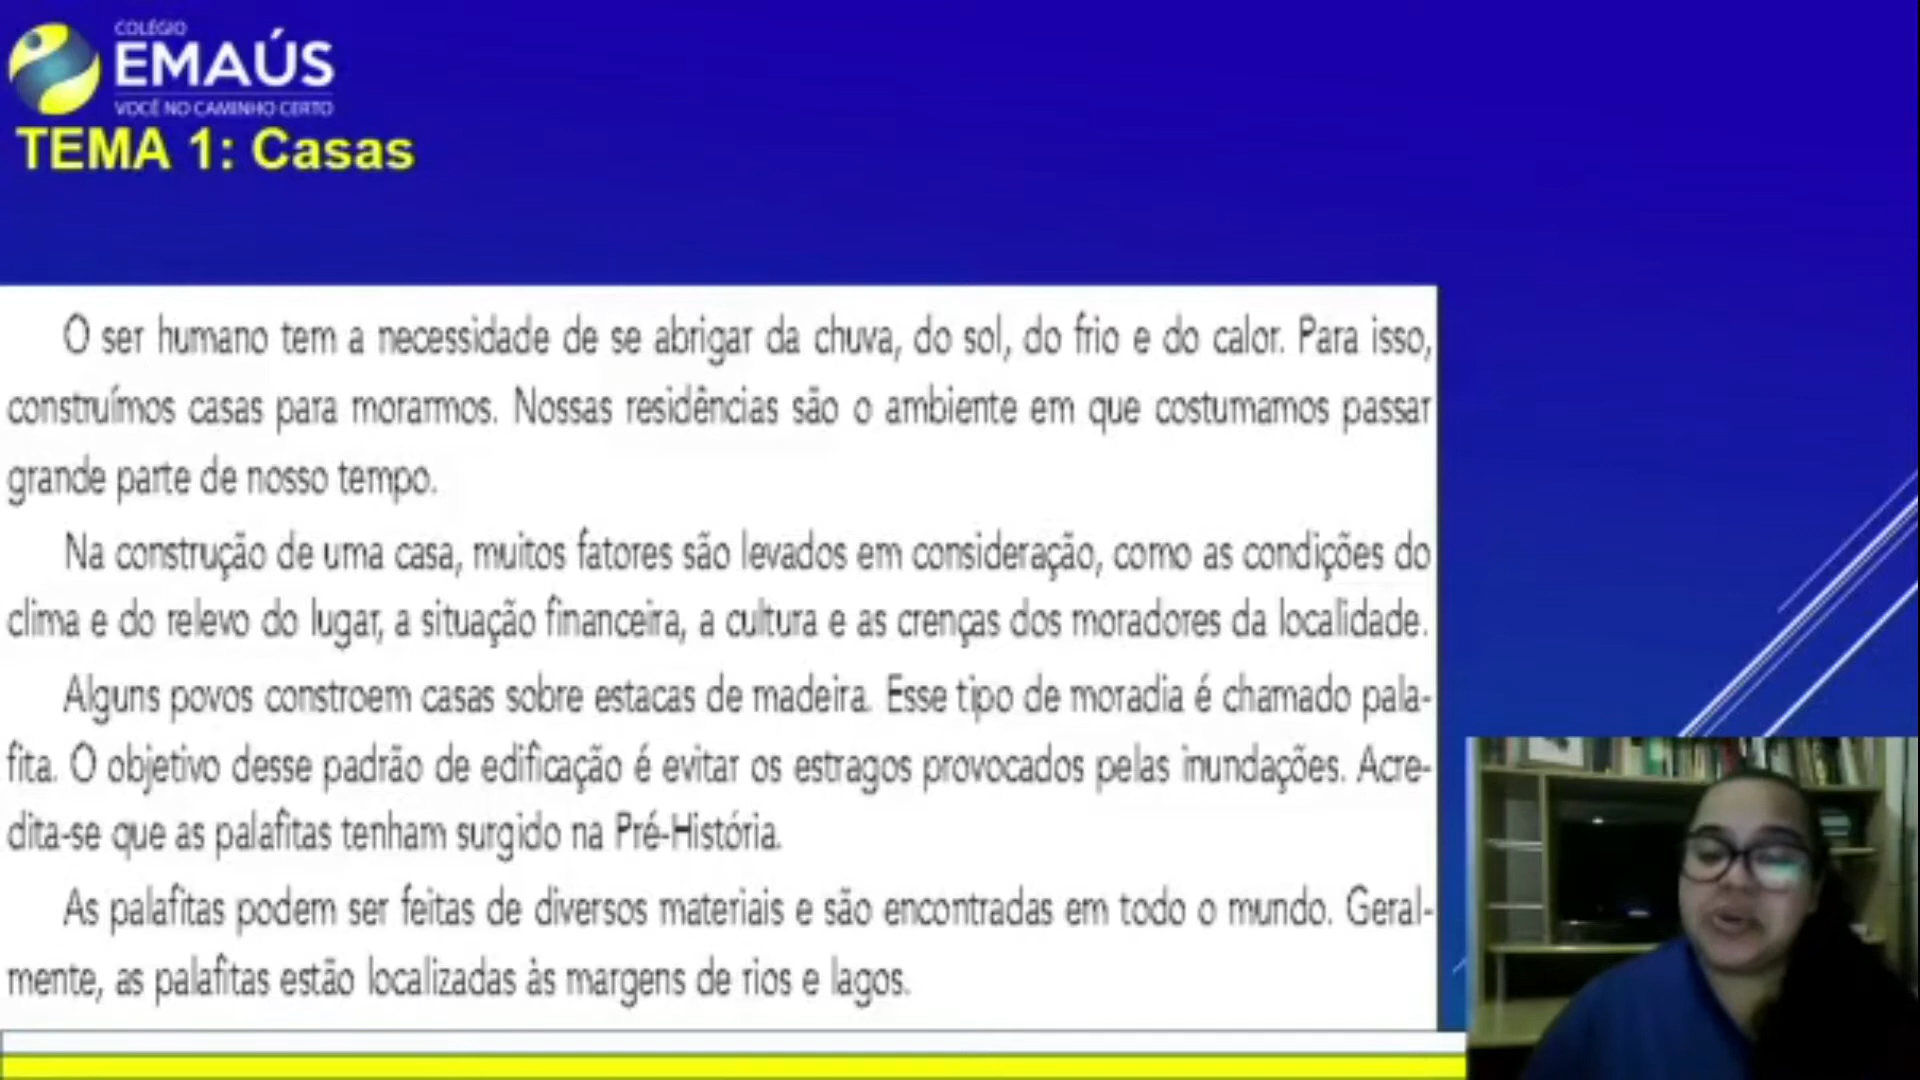 COLÉGIO
EMAÚS
VOCÊ NO CAMINHO CERTO
TEMA 1: Casas
O ser humano tem a necessidade de se abrigar da chuva, do sol, do frio e do calor. Para isso,
construímos casas para morarmos. Nossas residências são o ambiente em que costumamos passar
grande parte de nosso tempo.
Na construção de uma casa, muitos fatores são levados em consideração, como as condições do
clima e do relevo do lugar, a situação financeira, a cultura e as crenças dos moradores da localidade.
Alguns povos constroem casas sobre estacas de madeira. Esse tipo de moradia é chamado pala-
fita. O objetivo desse padrão de edificação é evitar os estragos provocados pelas inundações. Acre-
dita-se que as palafitas tenham surgido na Pré-História.
As palafitas podem ser feitas de diversos materiais e são encontradas em todo o mundo. Geral-
mente, as palafitas estão localizadas às margens de rios e lagos.